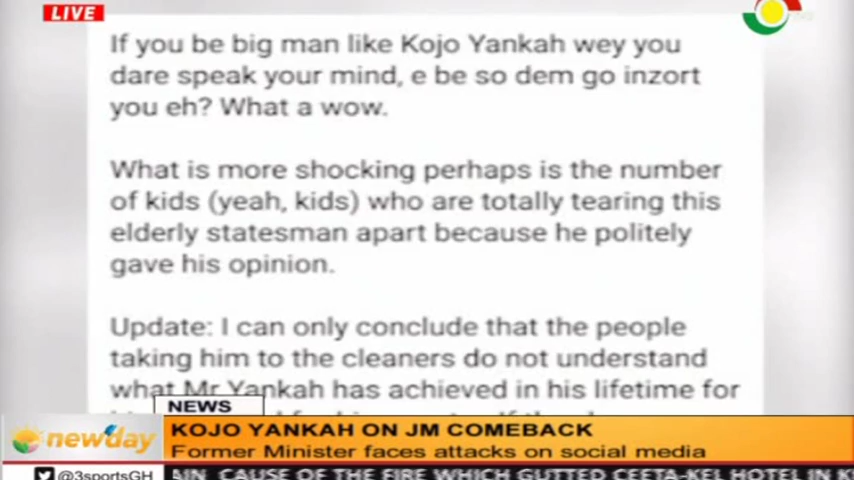 LIVE
If you be big man like Kojo Yankah wey you
dare speak your mind, e be so dem go inzort
you eh? What a wow.
What is more shocking perhaps is the number
of kids (yeah, kids) who are totally tearing this
elderly statesman apart because he politely
gave his opinion.
Update: I can only conclude that the people
taking him to the cleaners do not understand
what Mr Yankah has achieved in his lifetime for
NEWS
newday
KOJO YANKAH ON JM COMEBACK
Former Minister faces attacks on social media
@3sportsGH
CAUSE OF THE FIRE WHICH GUTTED CEETA-KEL HOTEL IN